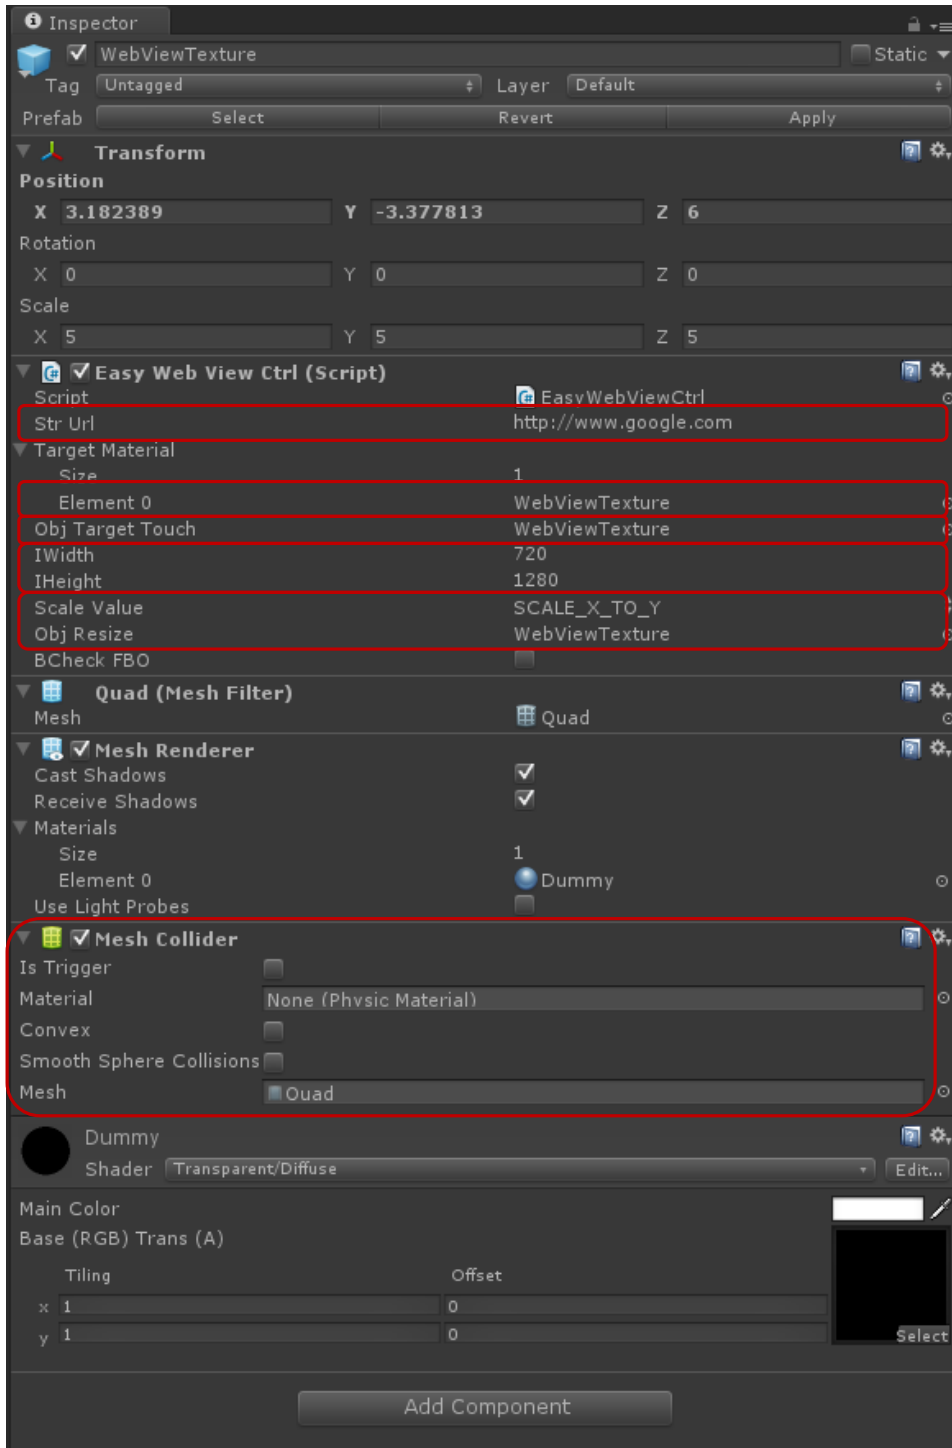 Inspector
WebViewTexture Static
Tag Untagged Layer Default
Prefab Select Revert Apply
Transform
Position
X 3.182389 Y -3.377813 Z 6
Rotation
X 0 Y 0 Z 0
Scale
X 5 Y 5 Z 5
Easy Web View Ctrl (Script)
Script EasyWebViewCtrl
Str Url http://www.google.com
Target Material
Size 1
Element 0 WebViewTexture
Obj Target Touch WebViewTexture
IWidth 720
IHeight 1280
Scale Value SCALE_X_TO_Y
Obj Resize WebViewTexture
BCheck FBO
Quad (Mesh Filter)
Mesh Quad
Mesh Renderer
Cast Shadows
Receive Shadows
Materials
Size 1
Element 0 Dummy
Use Light Probes
Mesh Collider
Is Trigger
Material None (Physic Material)
Convex
Smooth Sphere Collisions
Mesh Quad
Dummy
Shader Transparent/Diffuse Edit...
Main Color
Base (RGB) Trans (A)
Tiling Offset
x 1 0
y 1 0
Select
Add Component